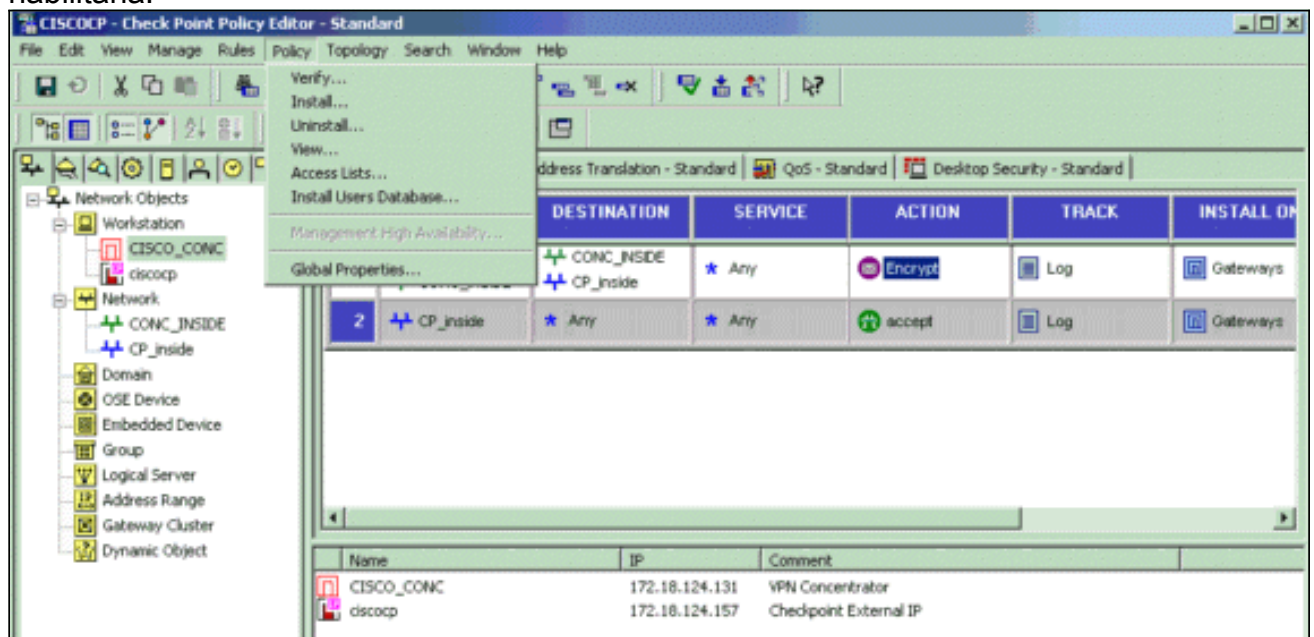 habilitarla.
CISCOCP - Check Point Policy Editor - Standard
File Edit View Manage Rules Policy Topology Search Window Help
Verify...
Install...
Uninstall...
View...
Access Lists...
Install Users Database...
Management High Availability...
Global Properties...
ddress Translation - Standard QoS - Standard Desktop Security - Standard
Network Objects
Workstation
CISCO_CONC
ciscocp
Network
CONC_INSIDE
CP_inside
Domain
OSE Device
Embedded Device
Group
Logical Server
Address Range
Gateway Cluster
Dynamic Object
DESTINATION SERVICE ACTION TRACK INSTALL ON
CONC_INSIDE
CP_inside
Any Encrypt Log Gateways
2 CP_inside Any Any accept Log Gateways
Name IP Comment
CISCO_CONC 172.18.124.131 VPN Concentrator
ciscocp 172.18.124.157 Checkpoint External IP